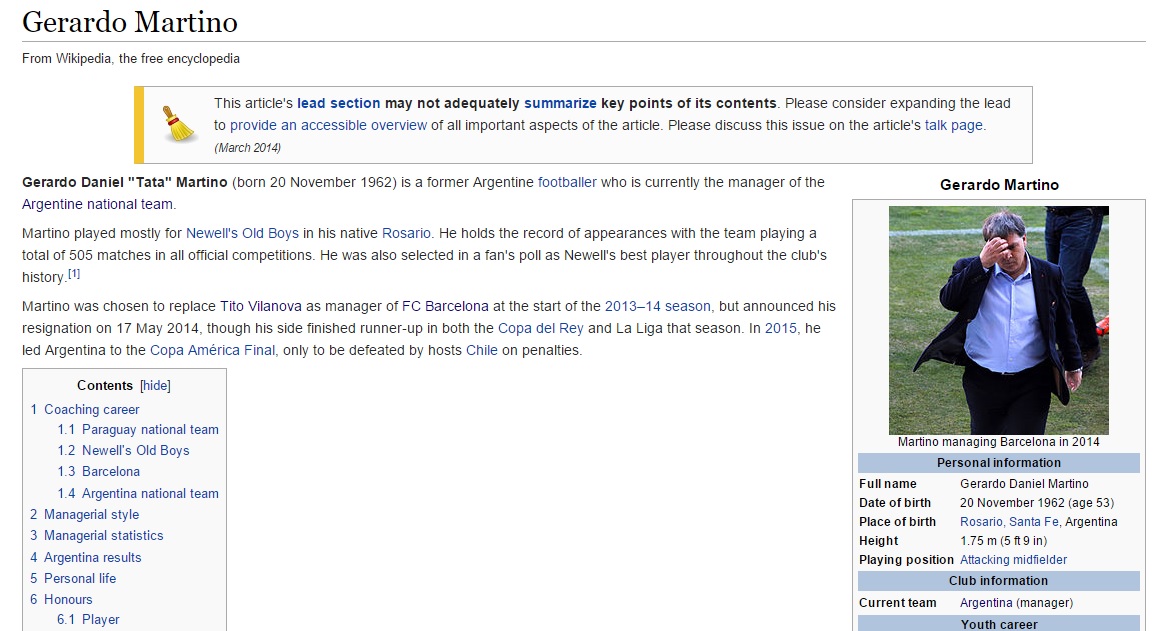 Gerardo Martino
From Wikipedia, the free encyclopedia
This article's lead section may not adequately summarize key points of its contents. Please consider expanding the lead
to provide an accessible overview of all important aspects of the article. Please discuss this issue on the article's talk page.
(March 2014)
Gerardo Daniel "Tata" Martino (born 20 November 1962) is a former Argentine footballer who is currently the manager of the
Argentine national team.
Martino played mostly for Newell's Old Boys in his native Rosario. He holds the record of appearances with the team playing a
total of 505 matches in all official competitions. He was also selected in a fan's poll as Newell's best player throughout the club's
history.[1]
Martino was chosen to replace Tito Vilanova as manager of FC Barcelona at the start of the 2013–14 season, but announced his
resignation on 17 May 2014, though his side finished runner-up in both the Copa del Rey and La Liga that season. In 2015, he
led Argentina to the Copa América Final, only to be defeated by hosts Chile on penalties.
Contents [hide]
1 Coaching career
1.1 Paraguay national team
1.2 Newell's Old Boys
1.3 Barcelona
1.4 Argentina national team
2 Managerial style
3 Managerial statistics
4 Argentina results
5 Personal life
6 Honours
6.1 Player
Gerardo Martino
Martino managing Barcelona in 2014
Personal information
Full name Gerardo Daniel Martino
Date of birth 20 November 1962 (age 53)
Place of birth Rosario, Santa Fe, Argentina
Height 1.75 m (5 ft 9 in)
Playing position Attacking midfielder
Club information
Current team Argentina (manager)
Youth career